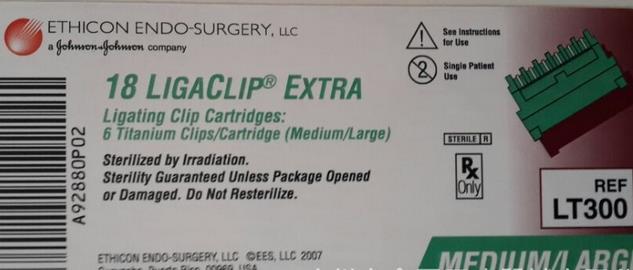 ETHICON ENDO-SURGERY, LLC
a Johnson & Johnson company
See Instructions
for Use
Single Patient
Use
18 LIGACLIP® EXTRA
Ligating Clip Cartridges:
6 Titanium Clips/Cartridge (Medium/Large)
Sterilized by Irradiation.
Sterility Guaranteed Unless Package Opened
or Damaged. Do Not Resterilize.
STERILE R
Rx
Only
REF
LT300
A92880P02
ETHICON ENDO-SURGERY, LLC ©EES, LLC 2007
MEDIUM/LARG